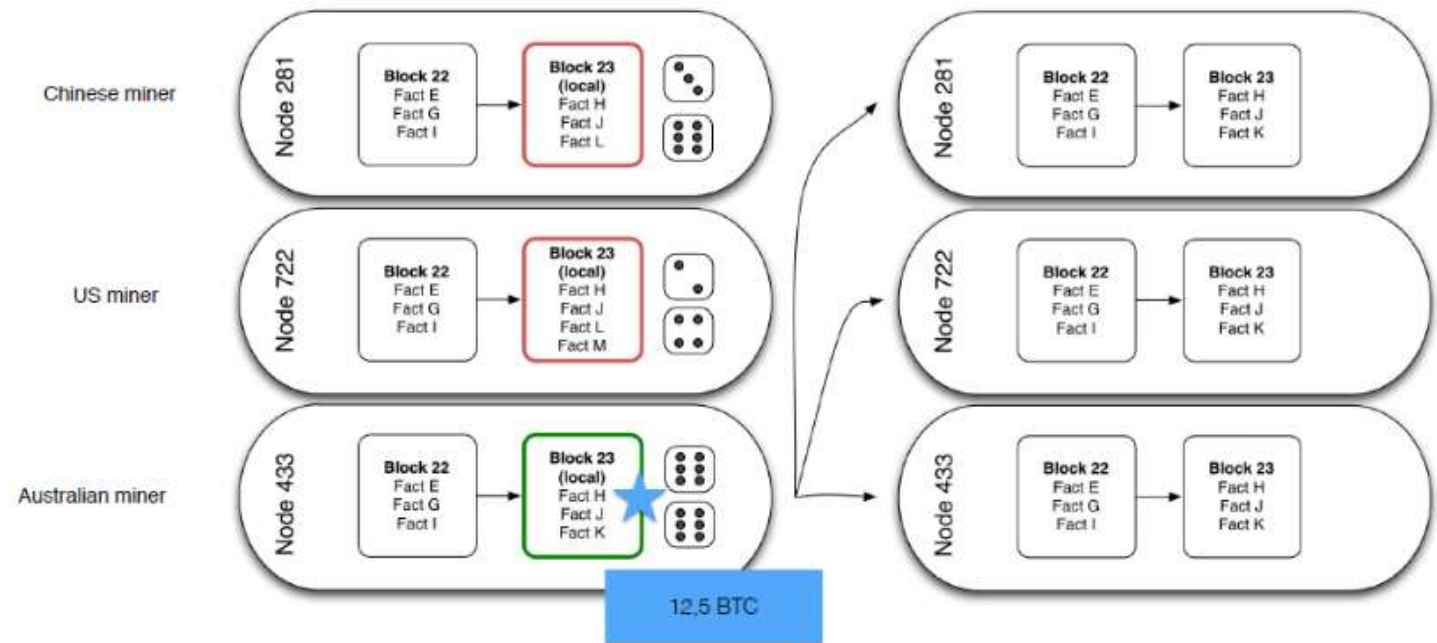 Chinese miner
Node 281
Block 22
Fact E
Fact G
Fact I
Block 23
(local)
Fact H
Fact J
Fact L
Node 281
Block 22
Fact E
Fact G
Fact I
Block 23
Fact H
Fact J
Fact K
US miner
Node 722
Block 22
Fact E
Fact G
Fact I
Block 23
(local)
Fact H
Fact J
Fact L
Fact M
Node 722
Block 22
Fact E
Fact G
Fact I
Block 23
Fact H
Fact J
Fact K
Australian miner
Node 433
Block 22
Fact E
Fact G
Fact I
Block 23
(local)
Fact H
Fact J
Fact K
Node 433
Block 22
Fact E
Fact G
Fact I
Block 23
Fact H
Fact J
Fact K
12,5 BTC